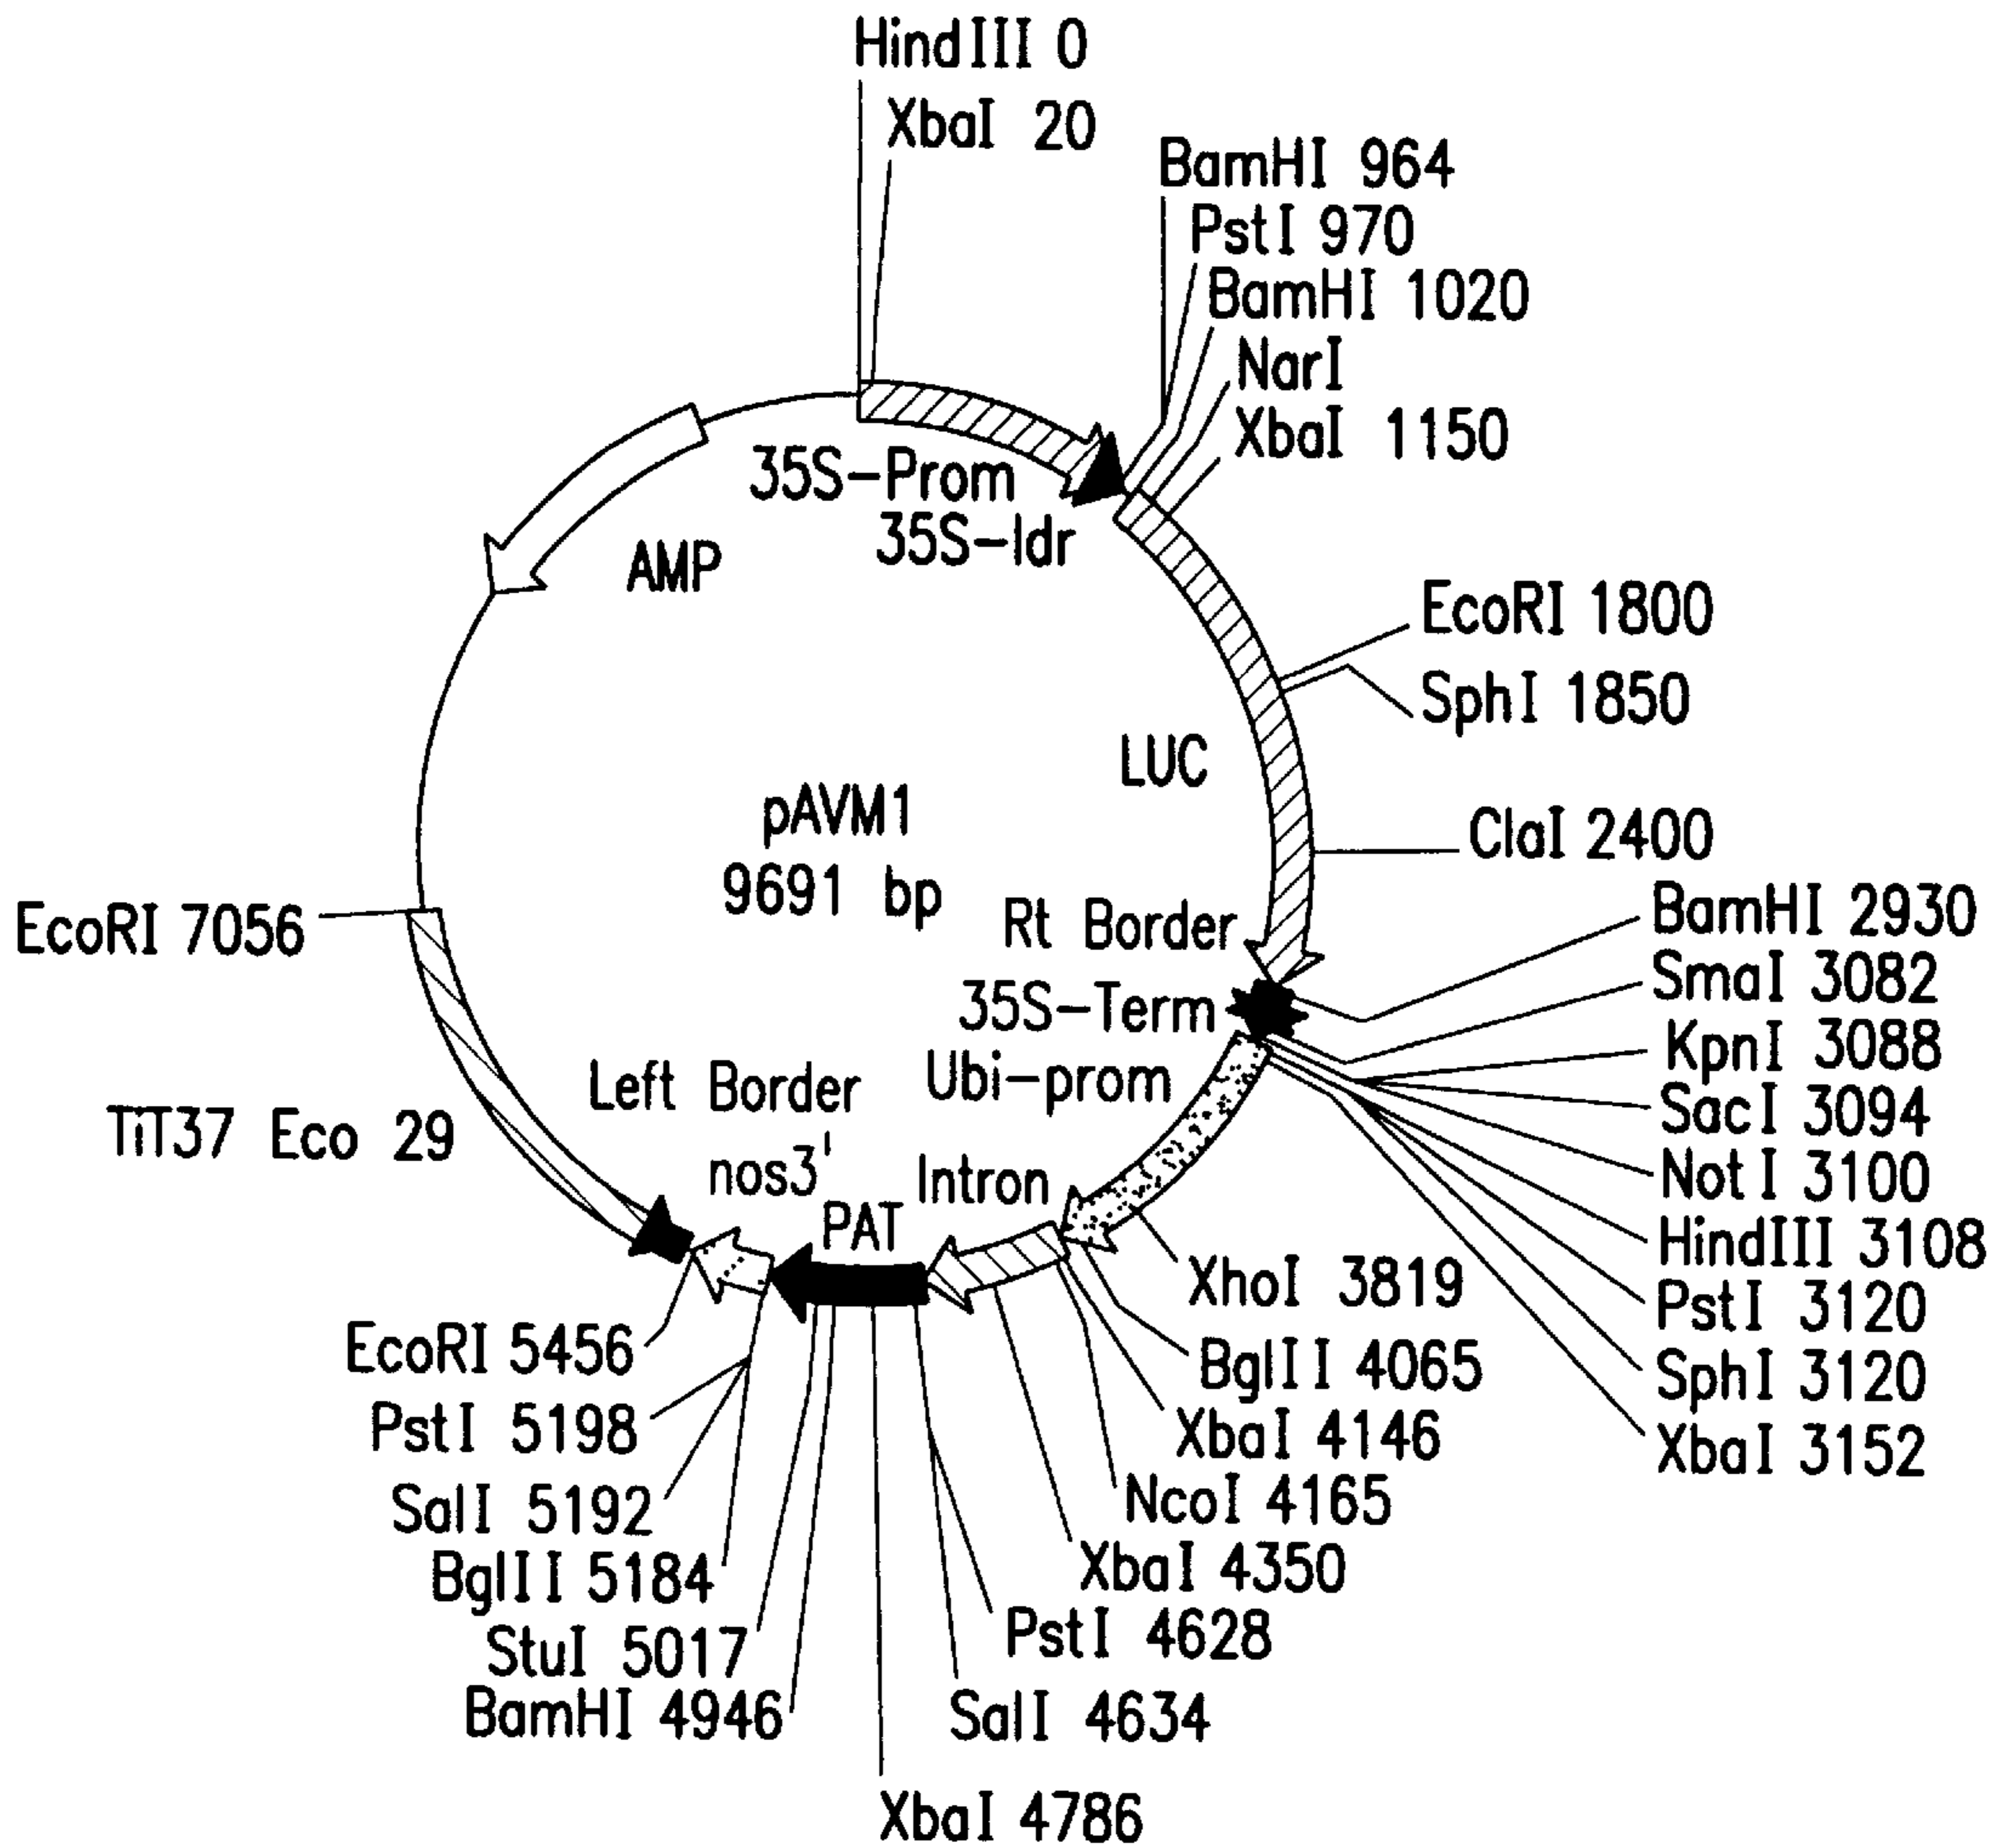 HindIII 0
XbaI 20
BamHI 964
PstI 970
BamHI 1020
NarI
XbaI 1150
35S-Prom
35S-ldr
AMP
EcoRI 1800
SphI 1850
LUC
pAVM1
9691 bp
ClaI 2400
Rt Border
BamHI 2930
EcoRI 7056
35S-Term
SmaI 3082
KpnI 3088
Left Border
Ubi-prom
SacI 3094
TiT37 Eco 29
nos3'
Intron
NotI 3100
PAT
HindIII 3108
XhoI 3819
PstI 3120
EcoRI 5456
BglII 4065
SphI 3120
PstI 5198
XbaI 4146
XbaI 3152
SalI 5192
NcoI 4165
BglII 5184
XbaI 4350
StuI 5017
PstI 4628
BamHI 4946
SalI 4634
XbaI 4786